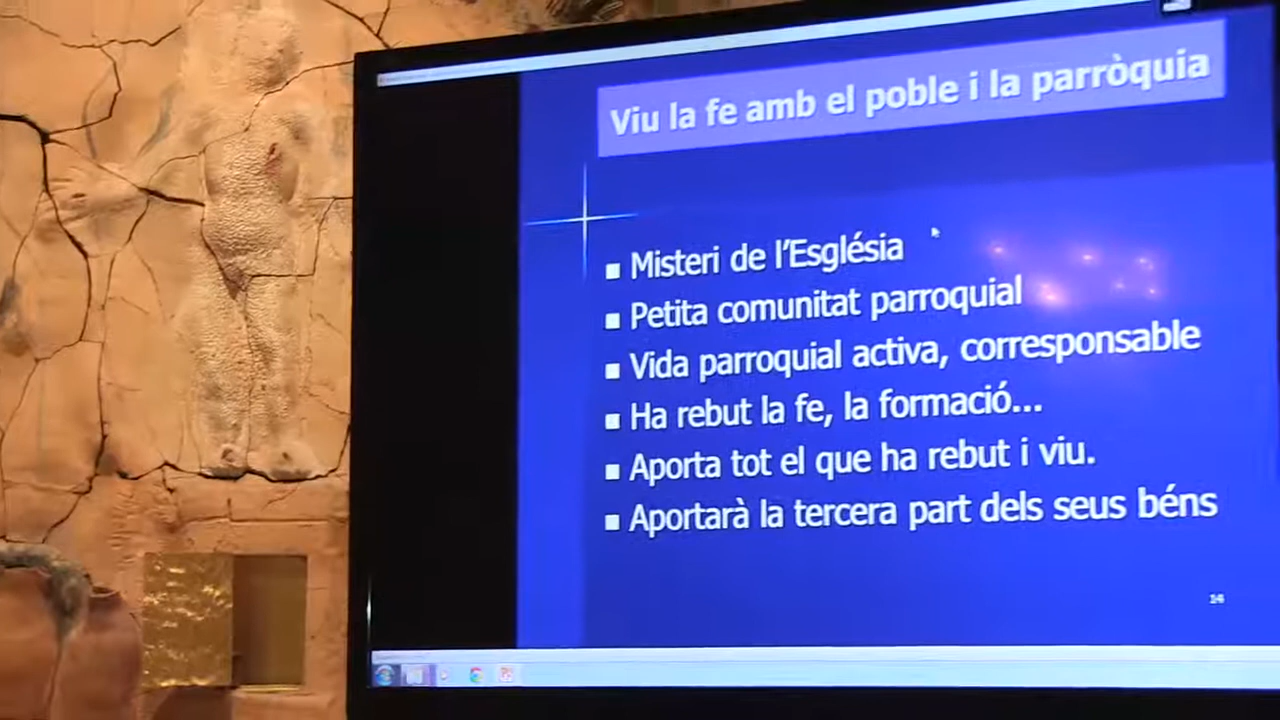 Viu la fe amb el poble i la parròquia
Misteri de l'Església
Petita comunitat parroquial
Vida parroquial activa, corresponsable
Ha rebut la fe, la formació...
Aporta tot el que ha rebut i viu.
Aportarà la tercera part dels seus béns
14